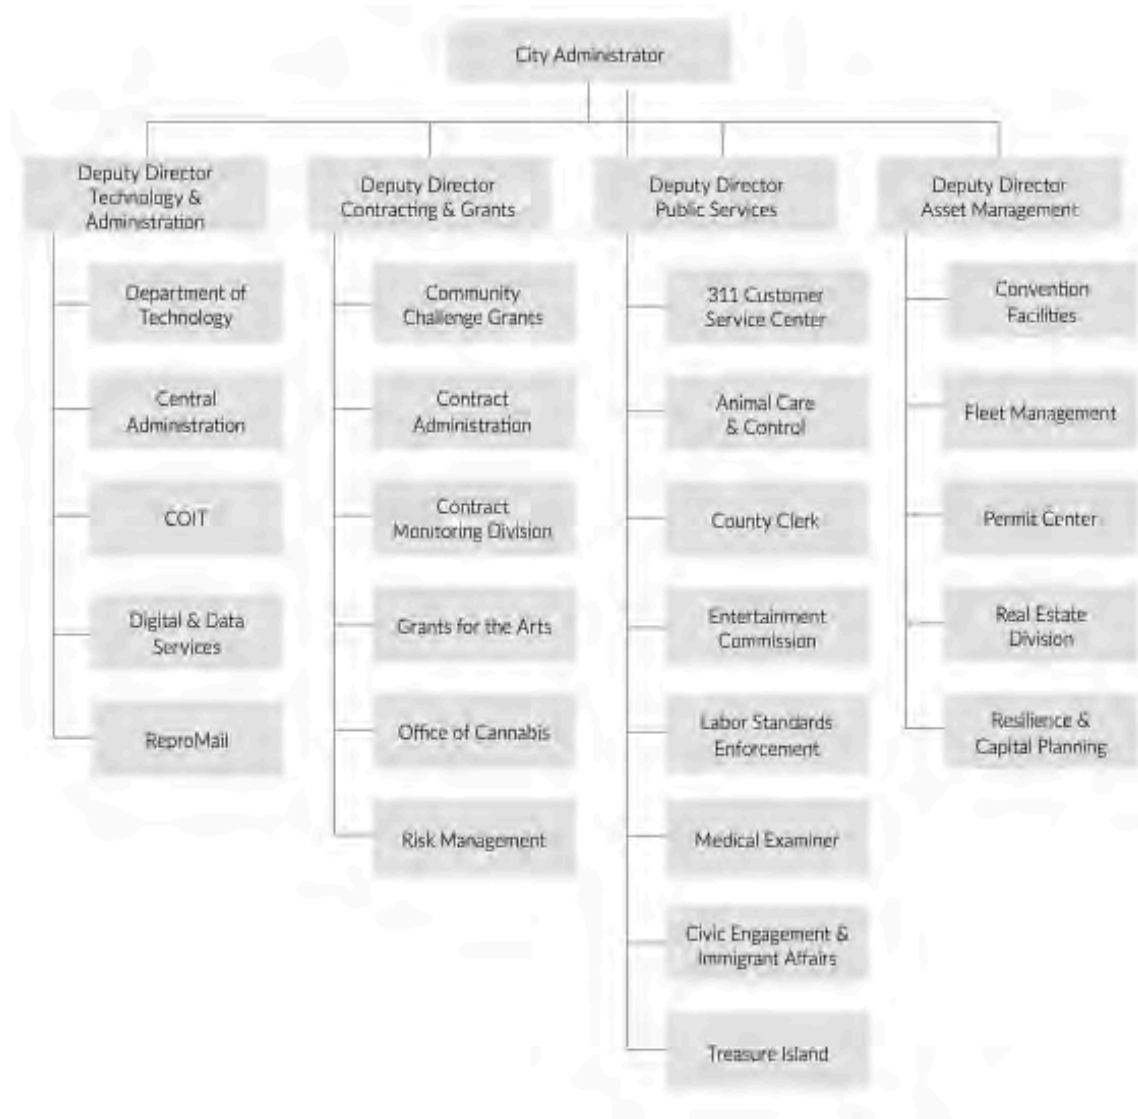 City Administrator
Deputy Director
Technology &
Administration
Department of
Technology
Central
Administration
COIT
Digital & Data
Services
ReproMail
Deputy Director
Contracting & Grants
Community
Challenge Grants
Contract
Administration
Contract
Monitoring Division
Grants for the Arts
Office of Cannabis
Risk Management
Deputy Director
Public Services
311 Customer
Service Center
Animal Care
& Control
County Clerk
Entertainment
Commission
Labor Standards
Enforcement
Medical Examiner
Civic Engagement &
Immigrant Affairs
Treasure Island
Deputy Director
Asset Management
Convention
Facilities
Fleet Management
Permit Center
Real Estate
Division
Resilience &
Capital Planning